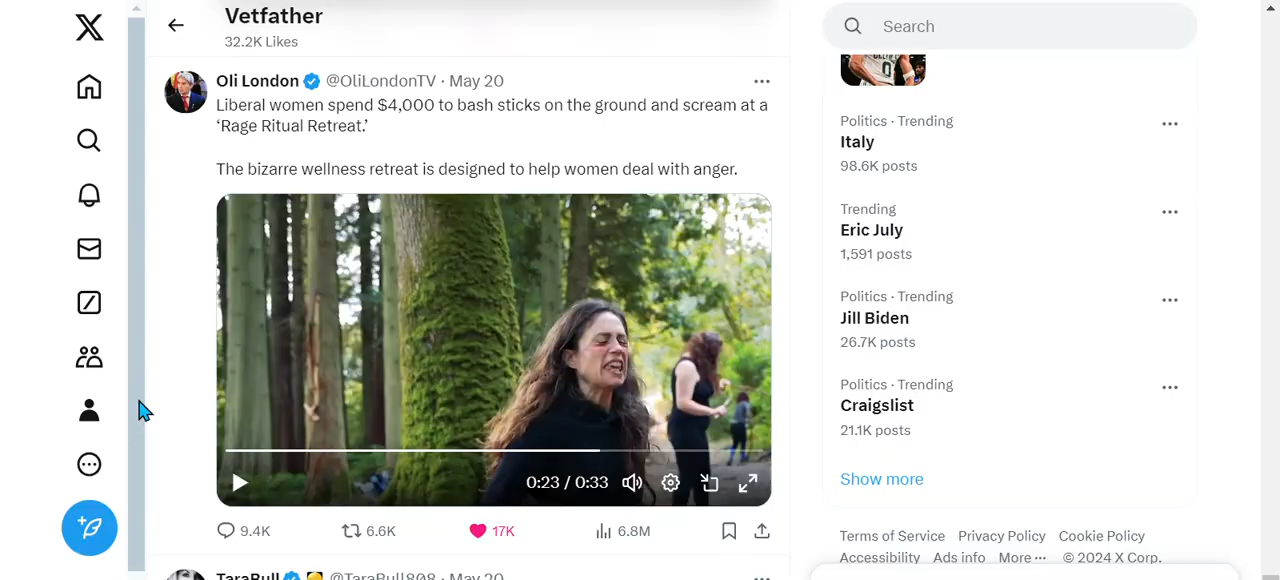 Vetfather
32.2K Likes
Oli London @OliLondonTV · May 20
Liberal women spend $4,000 to bash sticks on the ground and scream at a
‘Rage Ritual Retreat.’
The bizarre wellness retreat is designed to help women deal with anger.
0:23 / 0:33
9.4K 6.6K 17K 6.8M
TaraBull @TaraBull808 · May 20
Search
0
Politics · Trending
Italy
98.6K posts
Trending
Eric July
1,591 posts
Politics · Trending
Jill Biden
26.7K posts
Politics · Trending
Craigslist
21.1K posts
Show more
Terms of Service Privacy Policy Cookie Policy
Accessibility Ads info More ··· © 2024 X Corp.